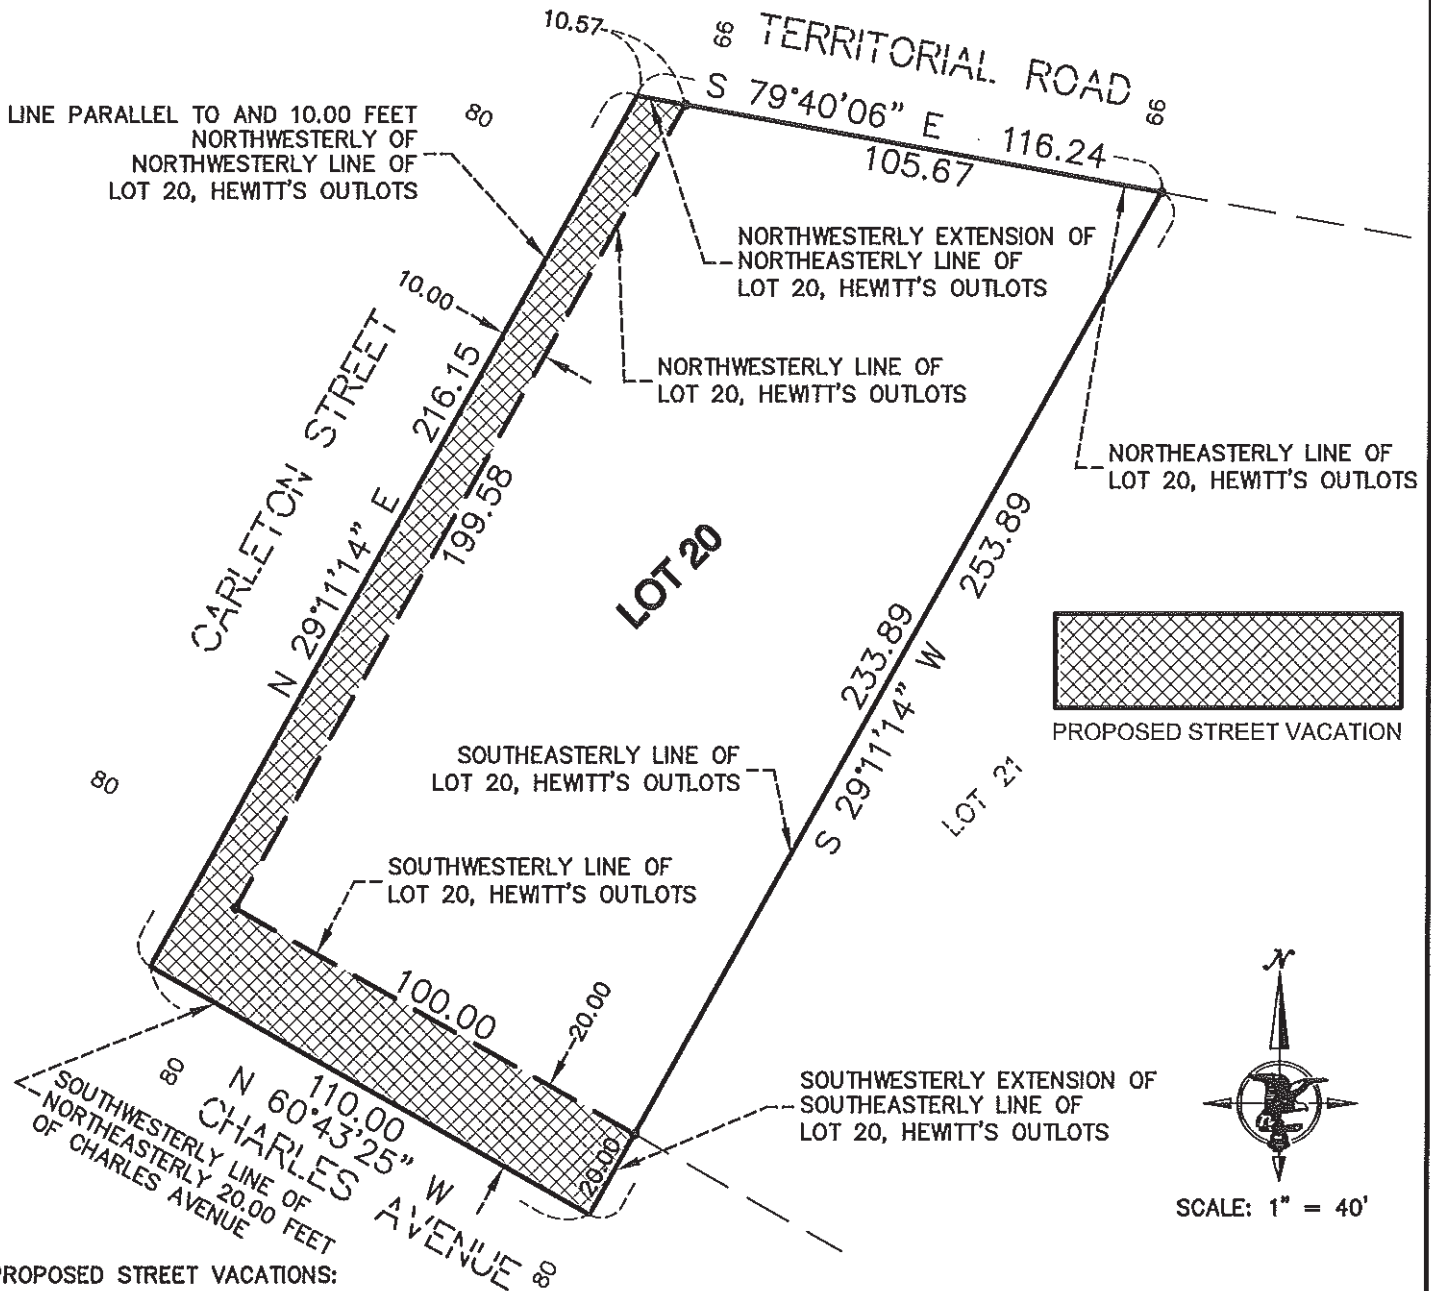 10.57
66 TERRITORIAL ROAD 66
S 79°40'06" E 116.24
105.67
LINE PARALLEL TO AND 10.00 FEET
NORTHWESTERLY OF
NORTHWESTERLY LINE OF
LOT 20, HEWITT'S OUTLOTS
80
NORTHWESTERLY EXTENSION OF
NORTHEASTERLY LINE OF
LOT 20, HEWITT'S OUTLOTS
10.00
NORTHWESTERLY LINE OF
LOT 20, HEWITT'S OUTLOTS
NORTHEASTERLY LINE OF
LOT 20, HEWITT'S OUTLOTS
CARLETON STREET
N 29°11'14" E 216.15
199.58
LOT 20
233.89
253.89
S 29°11'14" W
PROPOSED STREET VACATION
SOUTHEASTERLY LINE OF
LOT 20, HEWITT'S OUTLOTS
LOT 21
80
SOUTHWESTERLY LINE OF
LOT 20, HEWITT'S OUTLOTS
100.00
20.00
N
80
110.00
N 60°43'25" W
CHARLES AVENUE
80
20.00
SOUTHWESTERLY EXTENSION OF
SOUTHEASTERLY LINE OF
LOT 20, HEWITT'S OUTLOTS
SOUTHWESTERLY LINE OF
NORTHEASTERLY 20.00 FEET
OF CHARLES AVENUE
SCALE: 1" = 40'
PROPOSED STREET VACATIONS: